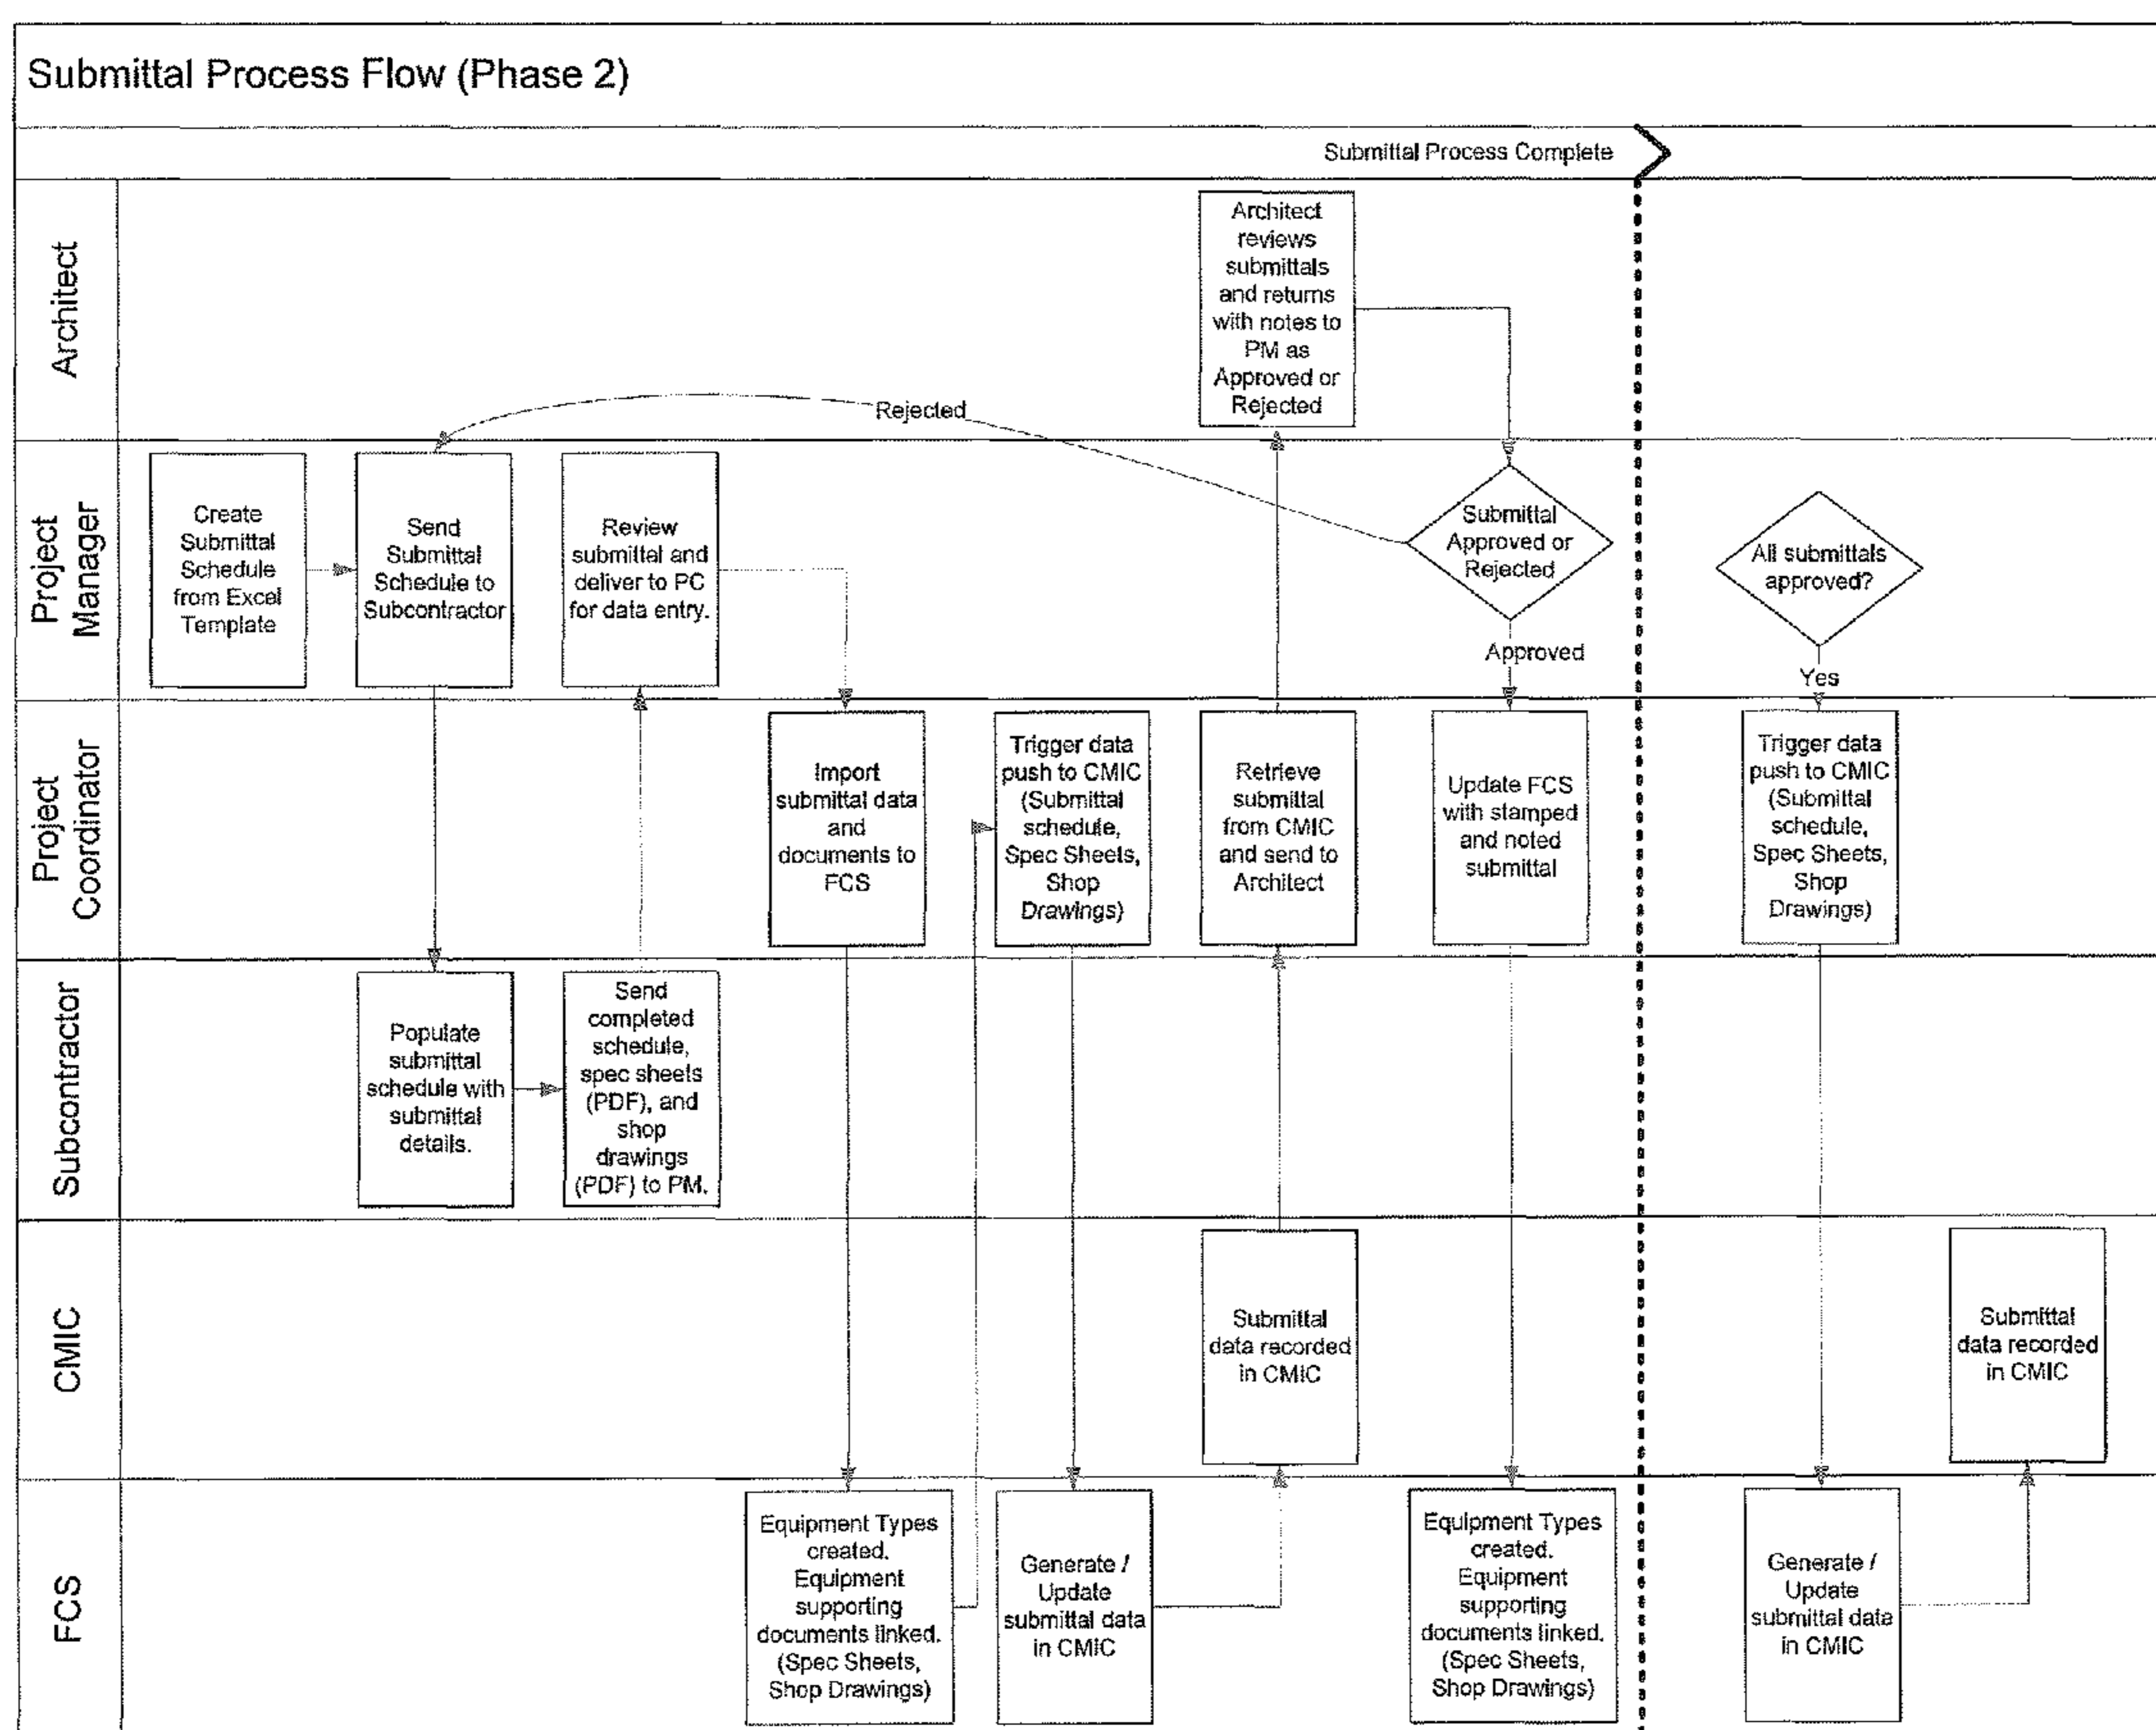 Submittal Process Flow (Phase 2)
Submittal Process Complete
Architect
Architect
reviews
submittals
and returns
with notes to
PM as
Approved or
Rejected
Rejected
Project
Manager
Create
Submittal
Schedule
from Excel
Template
Send
Submittal
Schedule to
Subcontractor
Review
submittal and
deliver to PC
for data entry.
Submittal
Approved or
Rejected
Approved
All submittals
approved?
Yes
Project
Coordinator
Import
submittal data
and
documents to
FCS
Trigger data
push to CMIC
(Submittal
schedule,
Spec Sheets,
Shop
Drawings)
Retrieve
submittal
from CMIC
and send to
Architect
Update FCS
with stamped
and noted
submittal
Trigger data
push to CMIC
(Submittal
schedule,
Spec Sheets,
Shop
Drawings)
Subcontractor
Populate
submittal
schedule with
submittal
details.
Send
completed
schedule,
spec sheets
(PDF), and
shop
drawings
(PDF) to PM.
CMIC
Submittal
data recorded
in CMIC
Submittal
data recorded
in CMIC
FCS
Equipment Types
created.
Equipment
supporting
documents linked.
(Spec Sheets,
Shop Drawings)
Generate /
Update
submittal data
in CMIC
Equipment Types
created.
Equipment
supporting
documents linked.
(Spec Sheets,
Shop Drawings)
Generate /
Update
submittal data
in CMIC